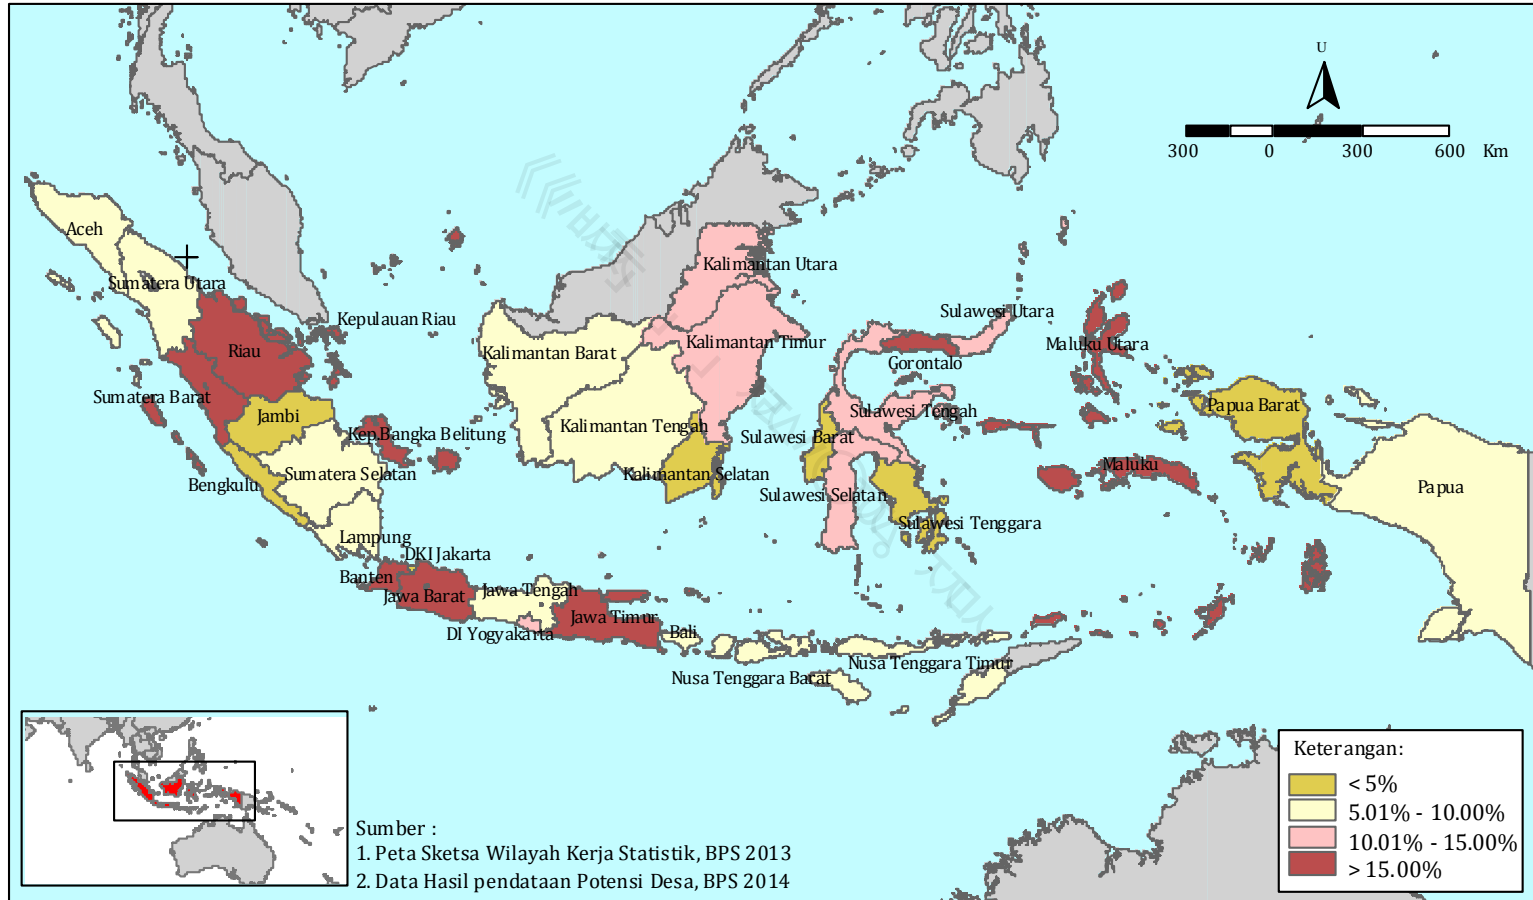 U
300 0 300 600 Km
Aceh
Sumatera Utara
Kepulauan Riau
Riau
Sumatera Barat
Jambi
Kep.Bangka Belitung
Sumatera Selatan
Bengkulu
Lampung
DKI Jakarta
Banten
Jawa Barat
Jawa Tengah
DI Yogyakarta
Jawa Timur
Bali
Nusa Tenggara Barat
Nusa Tenggara Timur
Kalimantan Utara
Kalimantan Timur
Kalimantan Barat
Kalimantan Tengah
Kalimantan Selatan
Sulawesi Utara
Gorontalo
Sulawesi Tengah
Sulawesi Barat
Sulawesi Selatan
Sulawesi Tenggara
Maluku Utara
Maluku
Papua Barat
Papua
Sumber :
1. Peta Sketsa Wilayah Kerja Statistik, BPS 2013
2. Data Hasil pendataan Potensi Desa, BPS 2014
Keterangan:
< 5%
5.01% - 10.00%
10.01% - 15.00%
> 15.00%